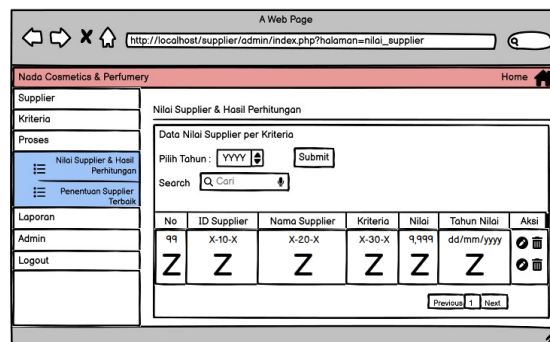 A Web Page
http://localhost/supplier/admin/index.php?halaman=nilai_supplier
Nada Cosmetics & Perfumery
Home
Supplier
Kriteria
Proses
Nilai Supplier & Hasil
Perhitungan
Penentuan Supplier
Terbaik
Laporan
Admin
Logout
Nilai Supplier & Hasil Perhitungan
Data Nilai Supplier per Kriteria
Pilih Tahun : YYYY Submit
Search Cari
No ID Supplier Nama Supplier Kriteria Nilai Tahun Nilai Aksi
99 X-10-X X-20-X X-30-X 9,999 dd/mm/yyyy
Z Z Z Z Z Z
Previous 1 Next